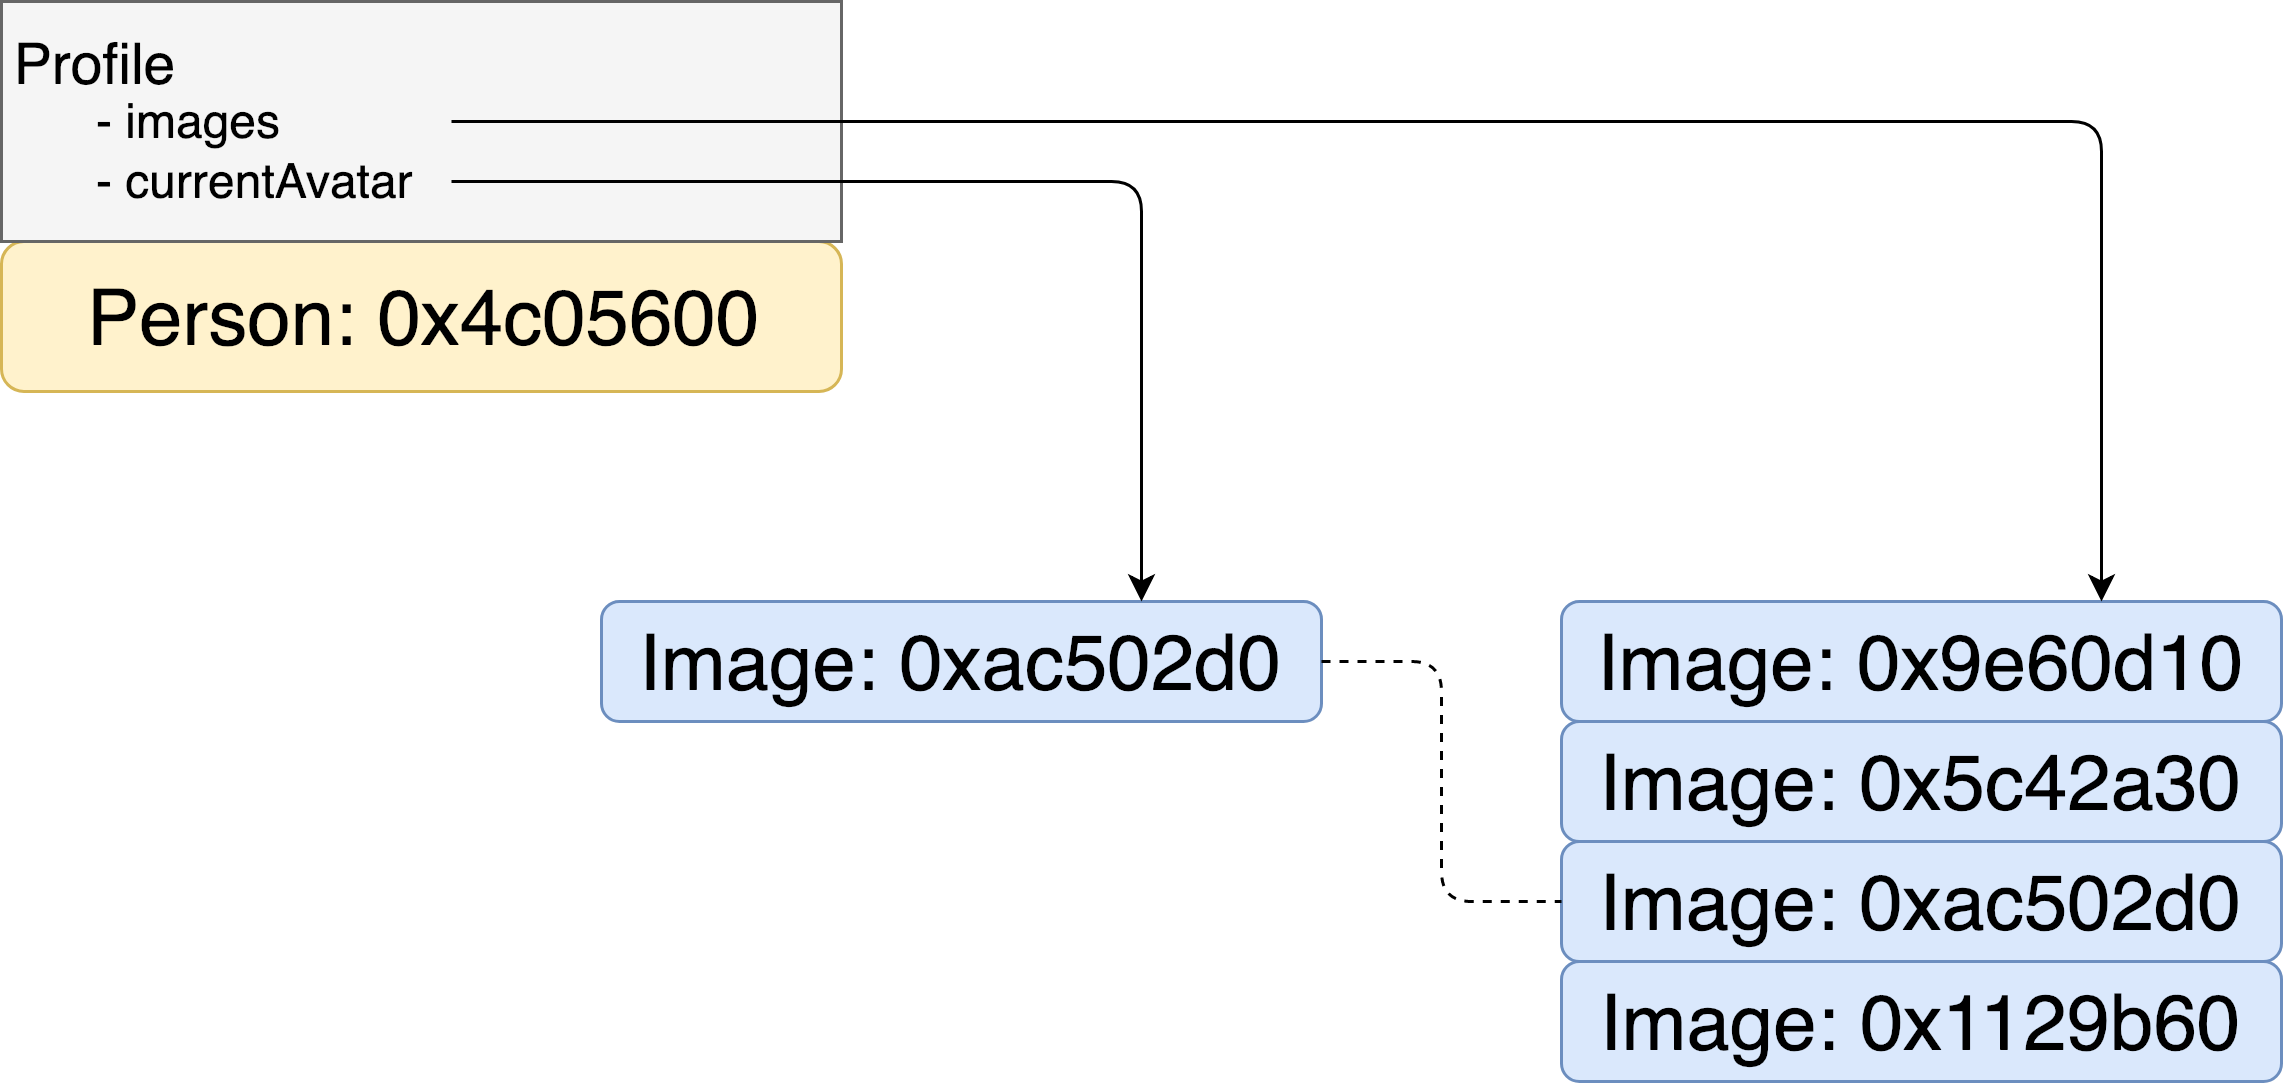 Profile
- images
- currentAvatar
Person: 0x4c05600
Image: 0xac502d0
Image: 0x9e60d10
Image: 0x5c42a30
Image: 0xac502d0
Image: 0x1129b60